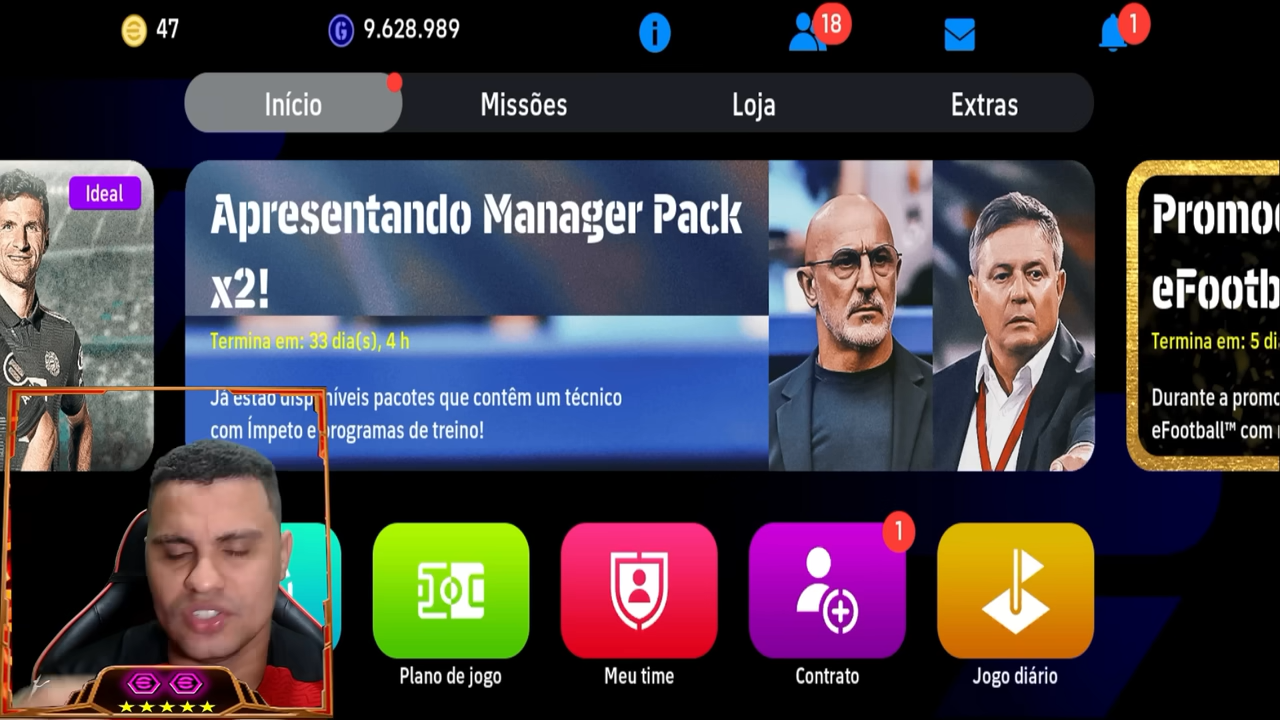 47
9.628.989
18
1
Início
Missões
Loja
Extras
Ideal
Apresentando Manager Pack
x2!
Termina em: 33 dia(s), 4 h
Já estão disponíveis pacotes que contêm um técnico
com Ímpeto e programas de treino!
Promoc
eFootb
Termina em: 5 di
Durante a promo
eFootball™ com
1
Plano de jogo
Meu time
Contrato
Jogo diário